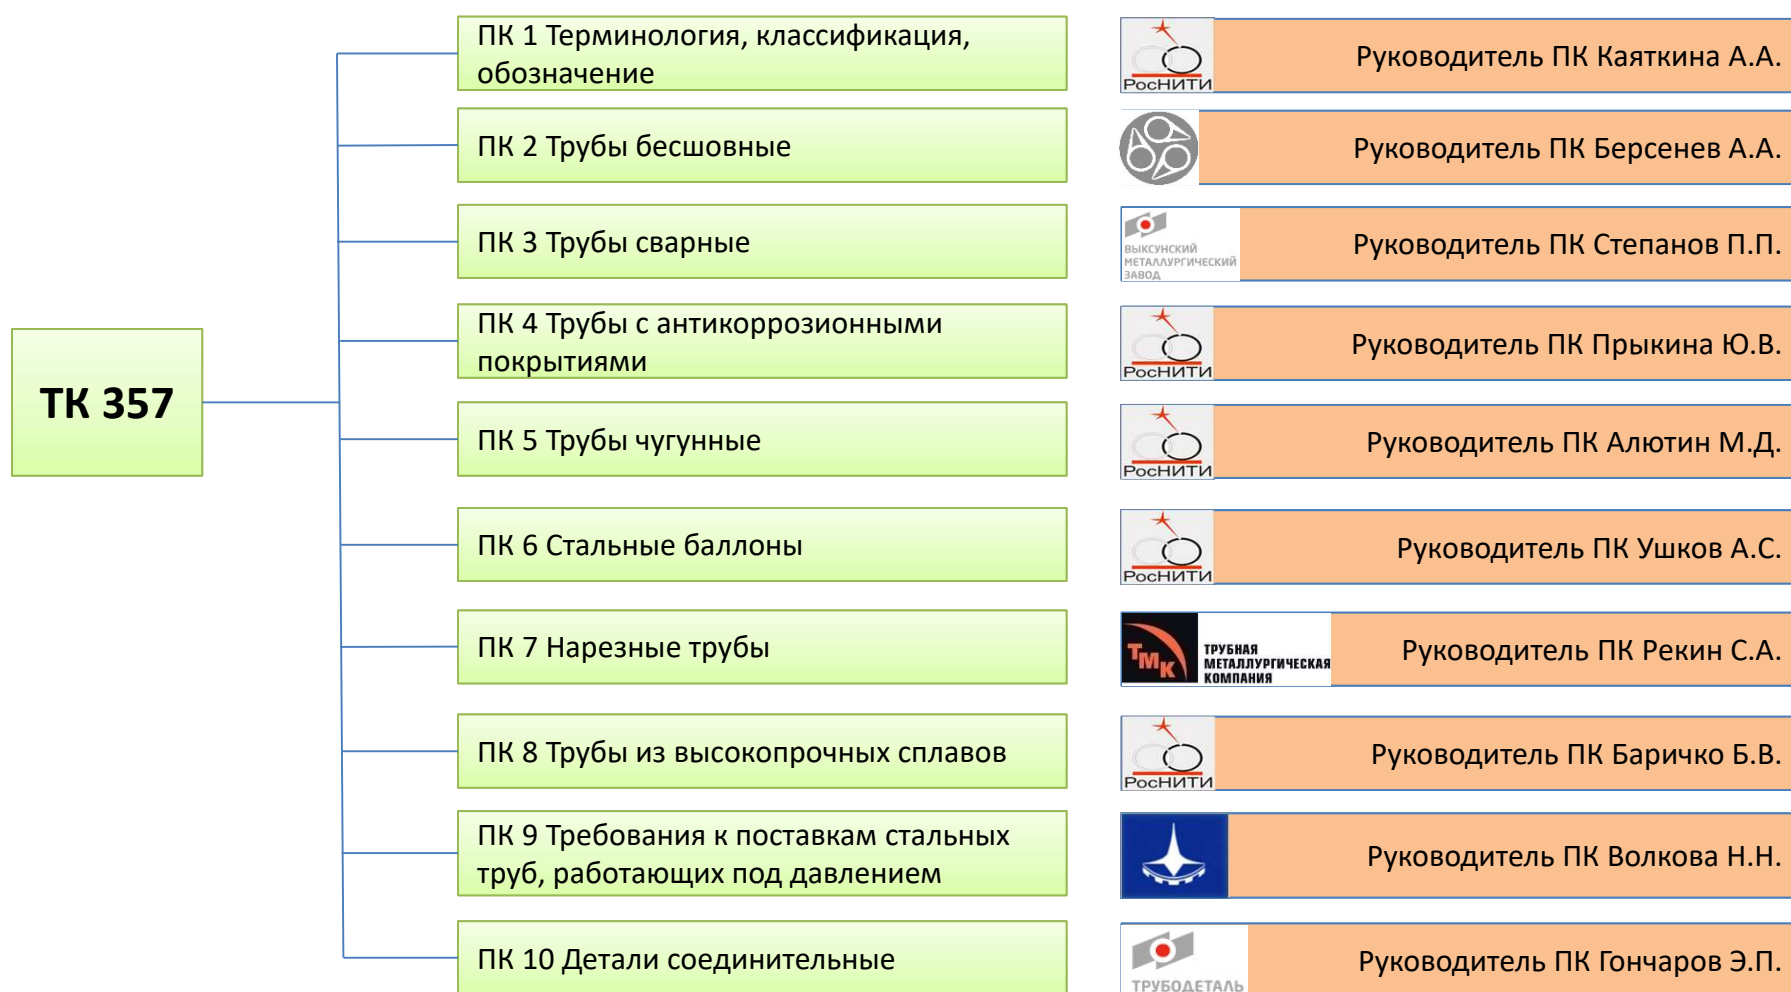 ПК 1 Терминология, классификация,
обозначение
РосНИТИ
Руководитель ПК Каяткина А.А.
ПК 2 Трубы бесшовные
Руководитель ПК Берсенев А.А.
ПК 3 Трубы сварные
ВЫКСУНСКИЙ
МЕТАЛЛУРГИЧЕСКИЙ
ЗАВОД
Руководитель ПК Степанов П.П.
ПК 4 Трубы с антикоррозионными
покрытиями
РосНИТИ
Руководитель ПК Прыкина Ю.В.
ТК 357
ПК 5 Трубы чугунные
РосНИТИ
Руководитель ПК Алютин М.Д.
ПК 6 Стальные баллоны
РосНИТИ
Руководитель ПК Ушков А.С.
ПК 7 Нарезные трубы
ТМК
ТРУБНАЯ
МЕТАЛЛУРГИЧЕСКАЯ
КОМПАНИЯ
Руководитель ПК Рекин С.А.
ПК 8 Трубы из высокопрочных сплавов
РосНИТИ
Руководитель ПК Баричко Б.В.
ПК 9 Требования к поставкам стальных
труб, работающих под давлением
Руководитель ПК Волкова Н.Н.
ПК 10 Детали соединительные
ТРУБОДЕТАЛЬ
Руководитель ПК Гончаров Э.П.